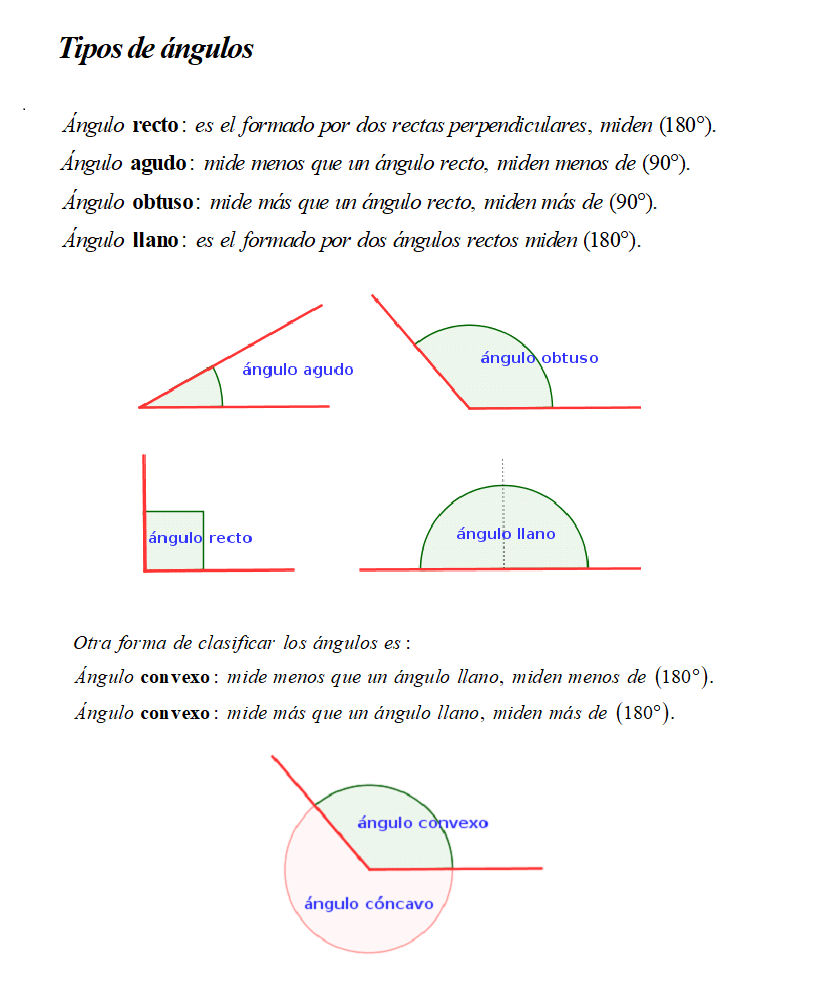 Tipos de ángulos
.
Ángulo recto: es el formado por dos rectas perpendiculares, miden (180°).
Ángulo agudo: mide menos que un ángulo recto, miden menos de (90°).
Ángulo obtuso: mide más que un ángulo recto, miden más de (90°).
Ángulo llano: es el formado por dos ángulos rectos miden (180°).
ángulo agudo
ángulo obtuso
ángulo recto
ángulo llano
Otra forma de clasificar los ángulos es:
Ángulo convexo: mide menos que un ángulo llano, miden menos de (180°).
Ángulo convexo: mide más que un ángulo llano, miden más de (180°).
ángulo convexo
ángulo cóncavo